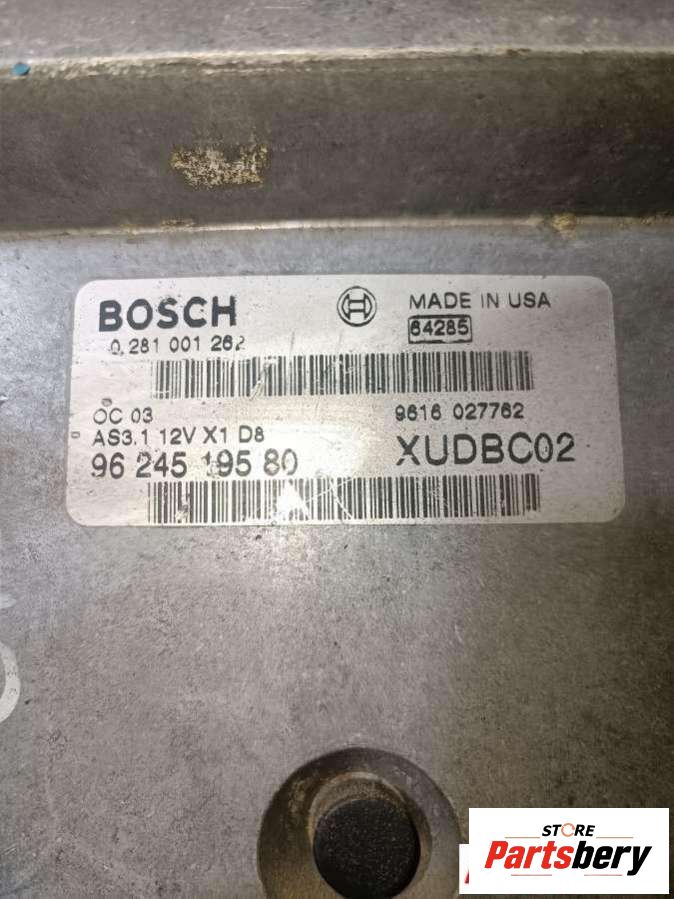 BOSCH
MADE IN USA
0 281 001 262
64285
OC 03
9616 027762
AS3.1 12V X1 D8
96 245 195 80
XUDBC02
STORE
Partsbery